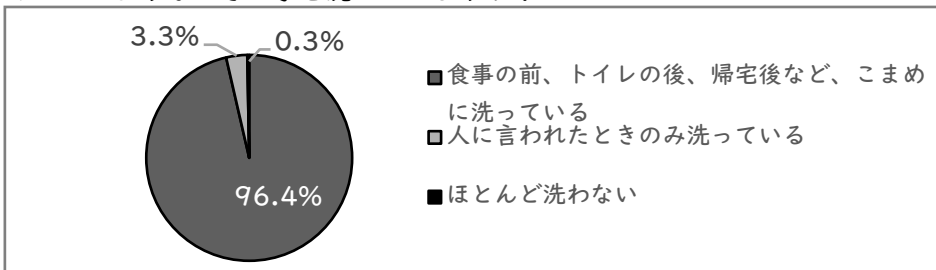 3.3%
0.3%
96.4%
食事の前、トイレの後、帰宅後など、こまめ
に洗っている
人に言われたときのみ洗っている
ほとんど洗わない